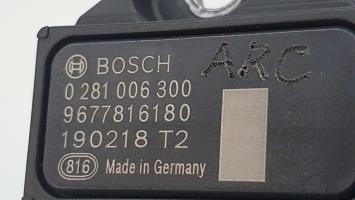 BOSCH ARC
0 281 006 300
9677816180
190218 T2
816 Made in Germany